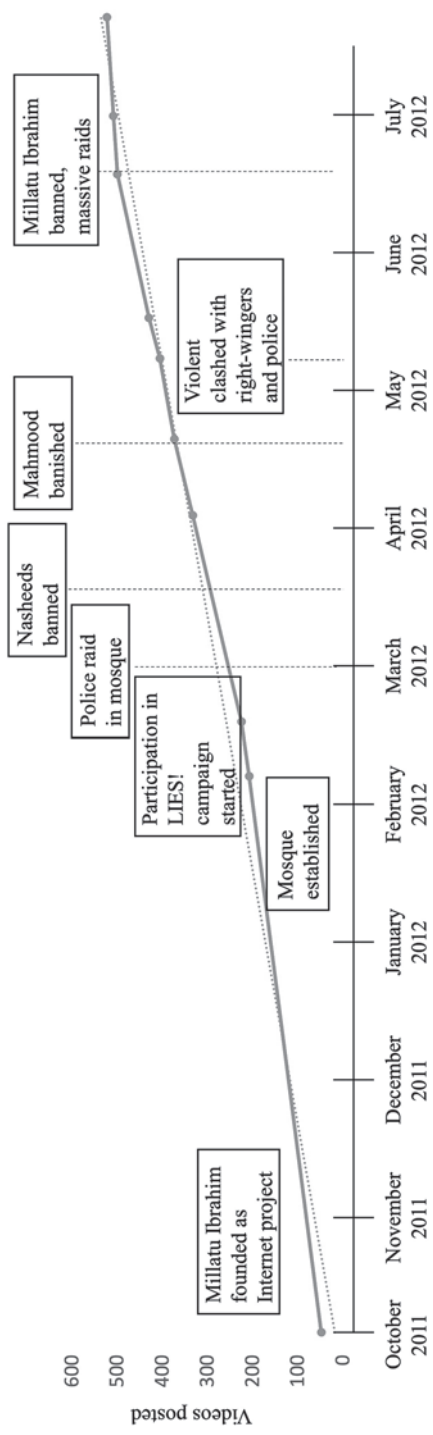 Videos posted
600
500
400
300
200
100
0
Millatu Ibrahim
founded as
Internet project
Mosque
established
Participation in
LIES!
campaign
started
Police raid
in mosque
Nasheeds
banned
Mahmood
banished
Violent
clashed with
right-wingers
and police
Millatu Ibrahim
banned,
massive raids
October
2011
November
2011
December
2011
January
2012
February
2012
March
2012
April
2012
May
2012
June
2012
July
2012